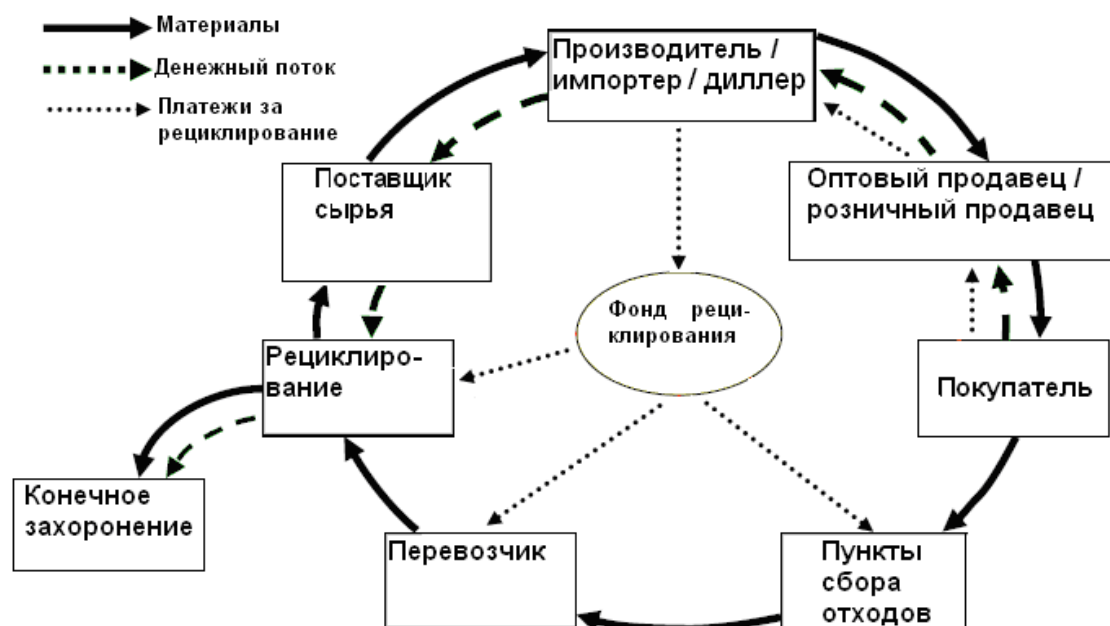 Материалы
Денежный поток
Платежи за
рециклирование
Производитель /
импортер / диллер
Поставщик
сырья
Оптовый продавец /
розничный продавец
Фонд реци-
клирования
Рециклиро-
вание
Покупатель
Конечное
захоронение
Перевозчик
Пункты
сбора
отходов